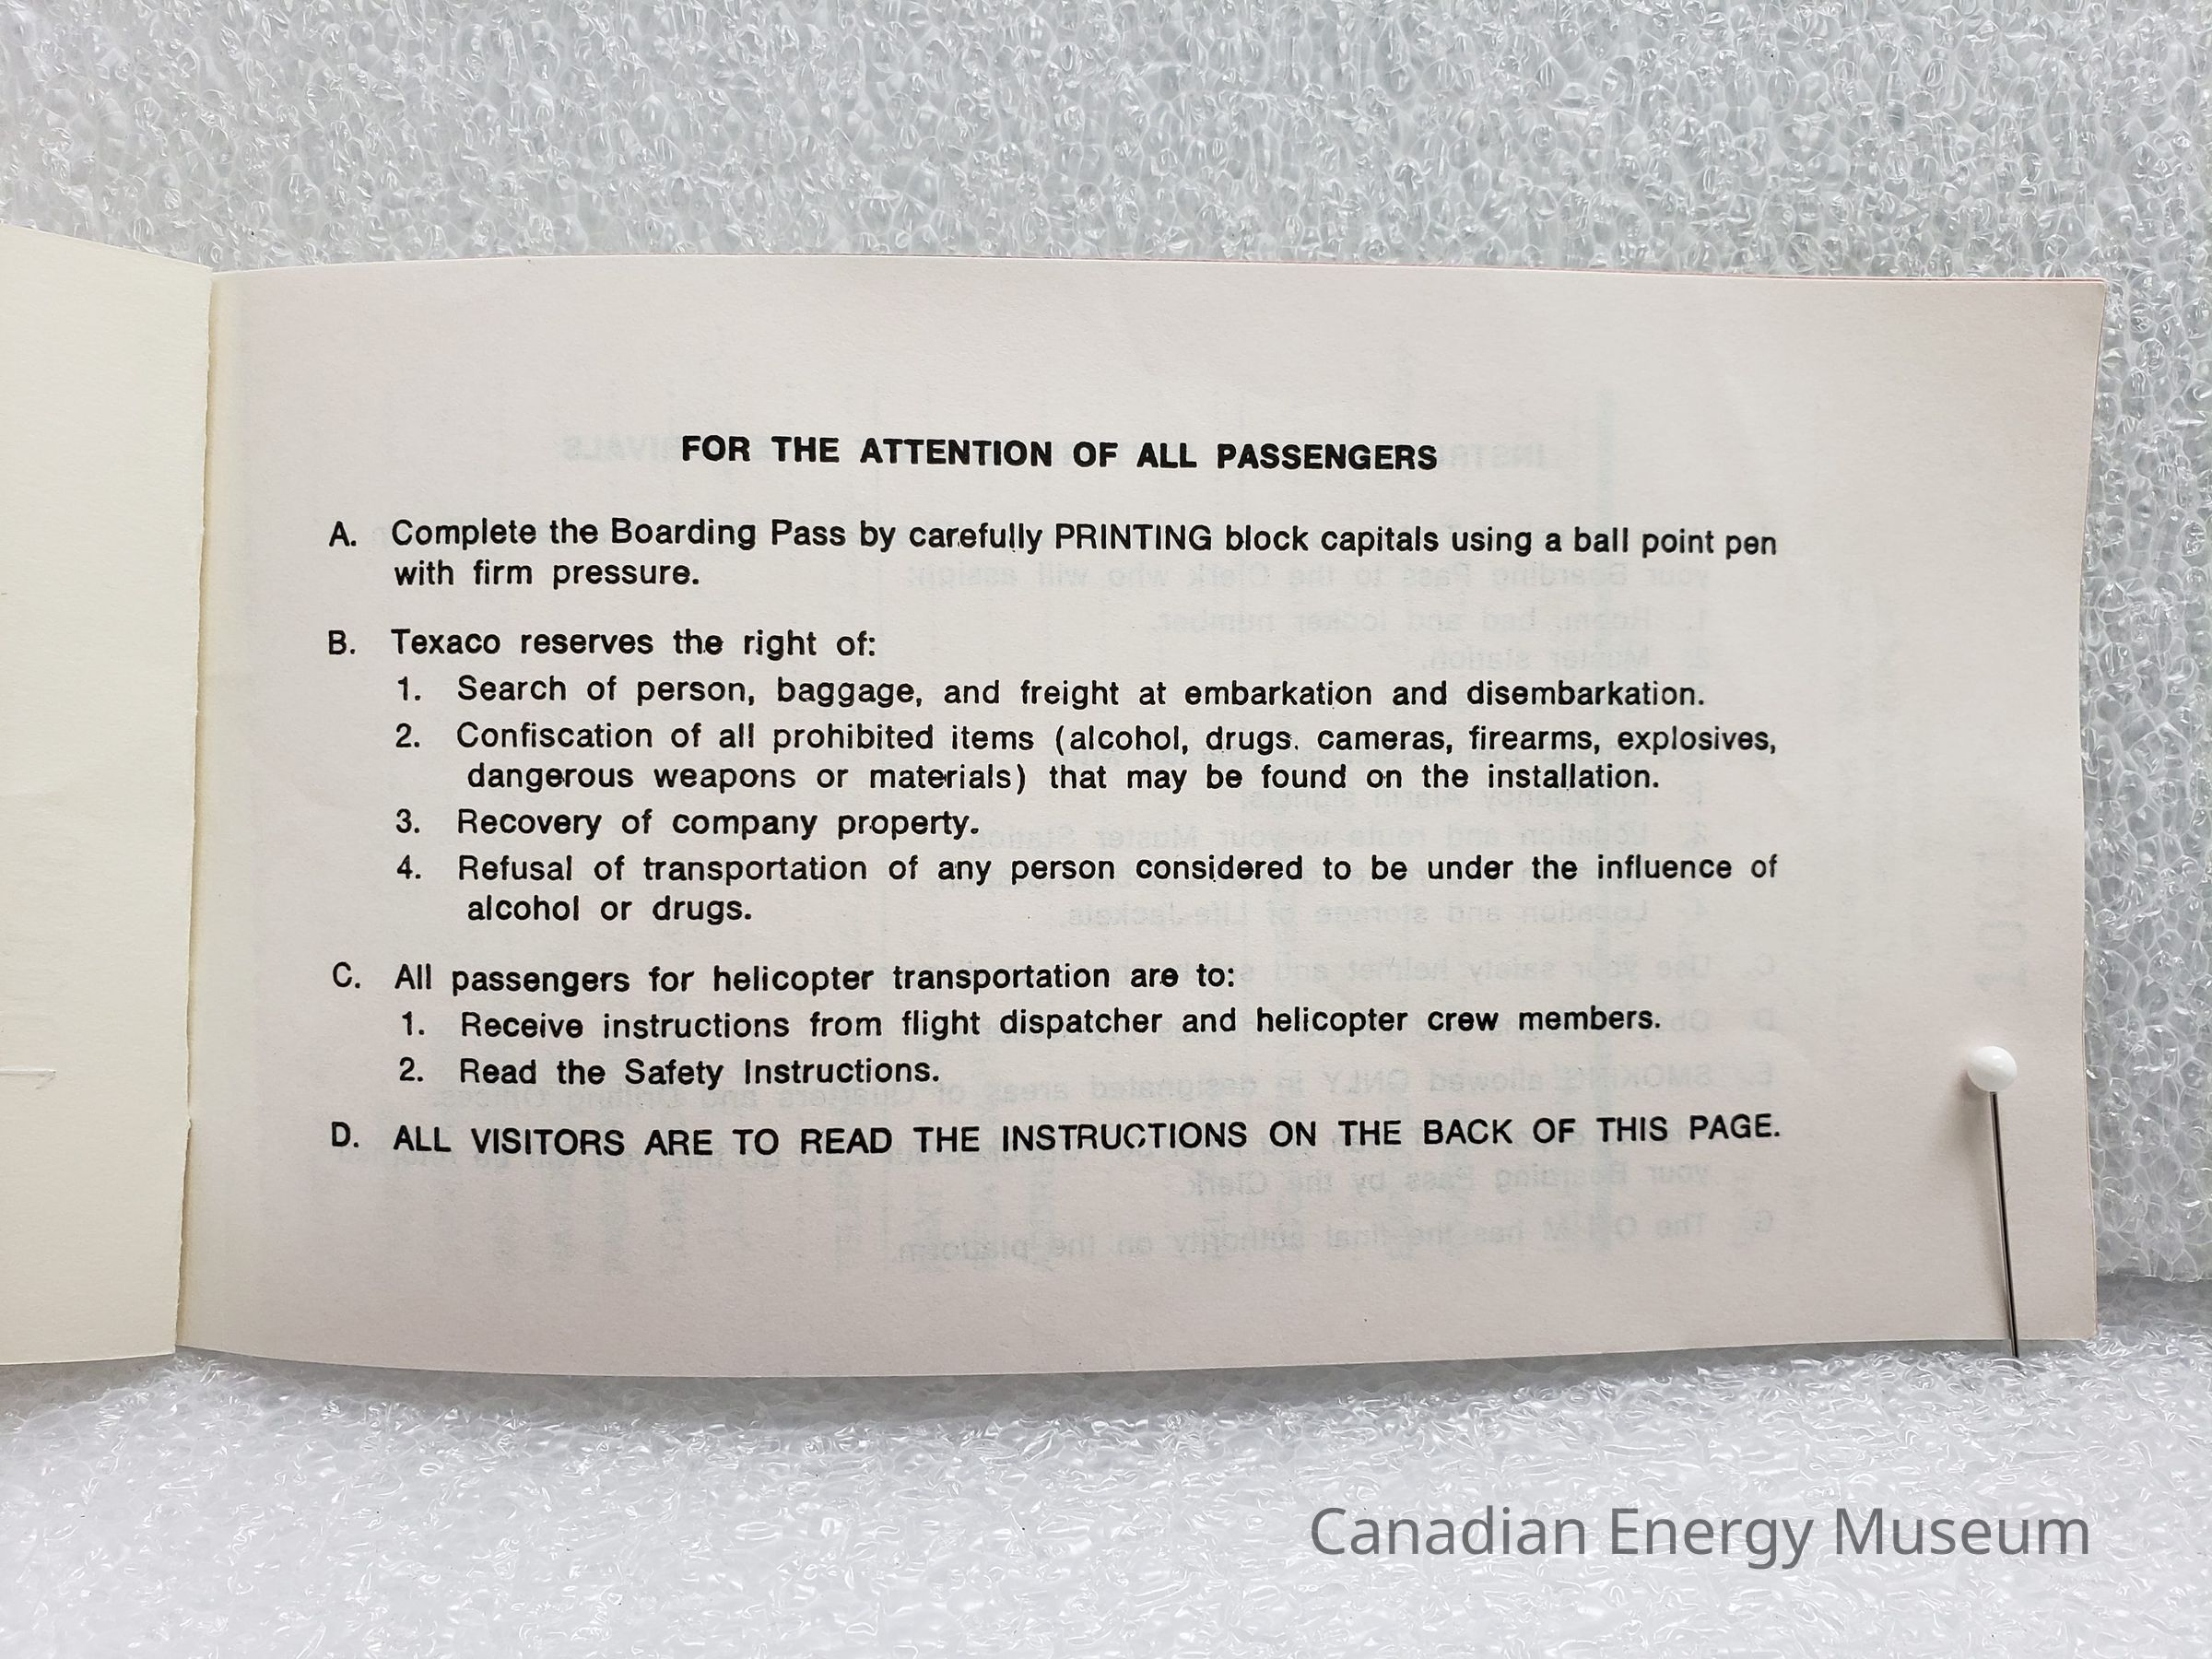 FOR THE ATTENTION OF ALL PASSENGERS
A. Complete the Boarding Pass by carefully PRINTING block capitals using a ball point pen
with firm pressure.
B. Texaco reserves the right of:
1. Search of person, baggage, and freight at embarkation and disembarkation.
2. Confiscation of all prohibited items (alcohol, drugs. cameras, firearms, explosives,
dangerous weapons or materials) that may be found on the installation.
3. Recovery of company property.
4. Refusal of transportation of any person considered to be under the influence of
alcohol or drugs.
C. All passengers for helicopter transportation are to:
1. Receive instructions from flight dispatcher and helicopter crew members.
2. Read the Safety Instructions.
D. ALL VISITORS ARE TO READ THE INSTRUCTIONS ON THE BACK OF THIS PAGE.
Canadian Energy Museum